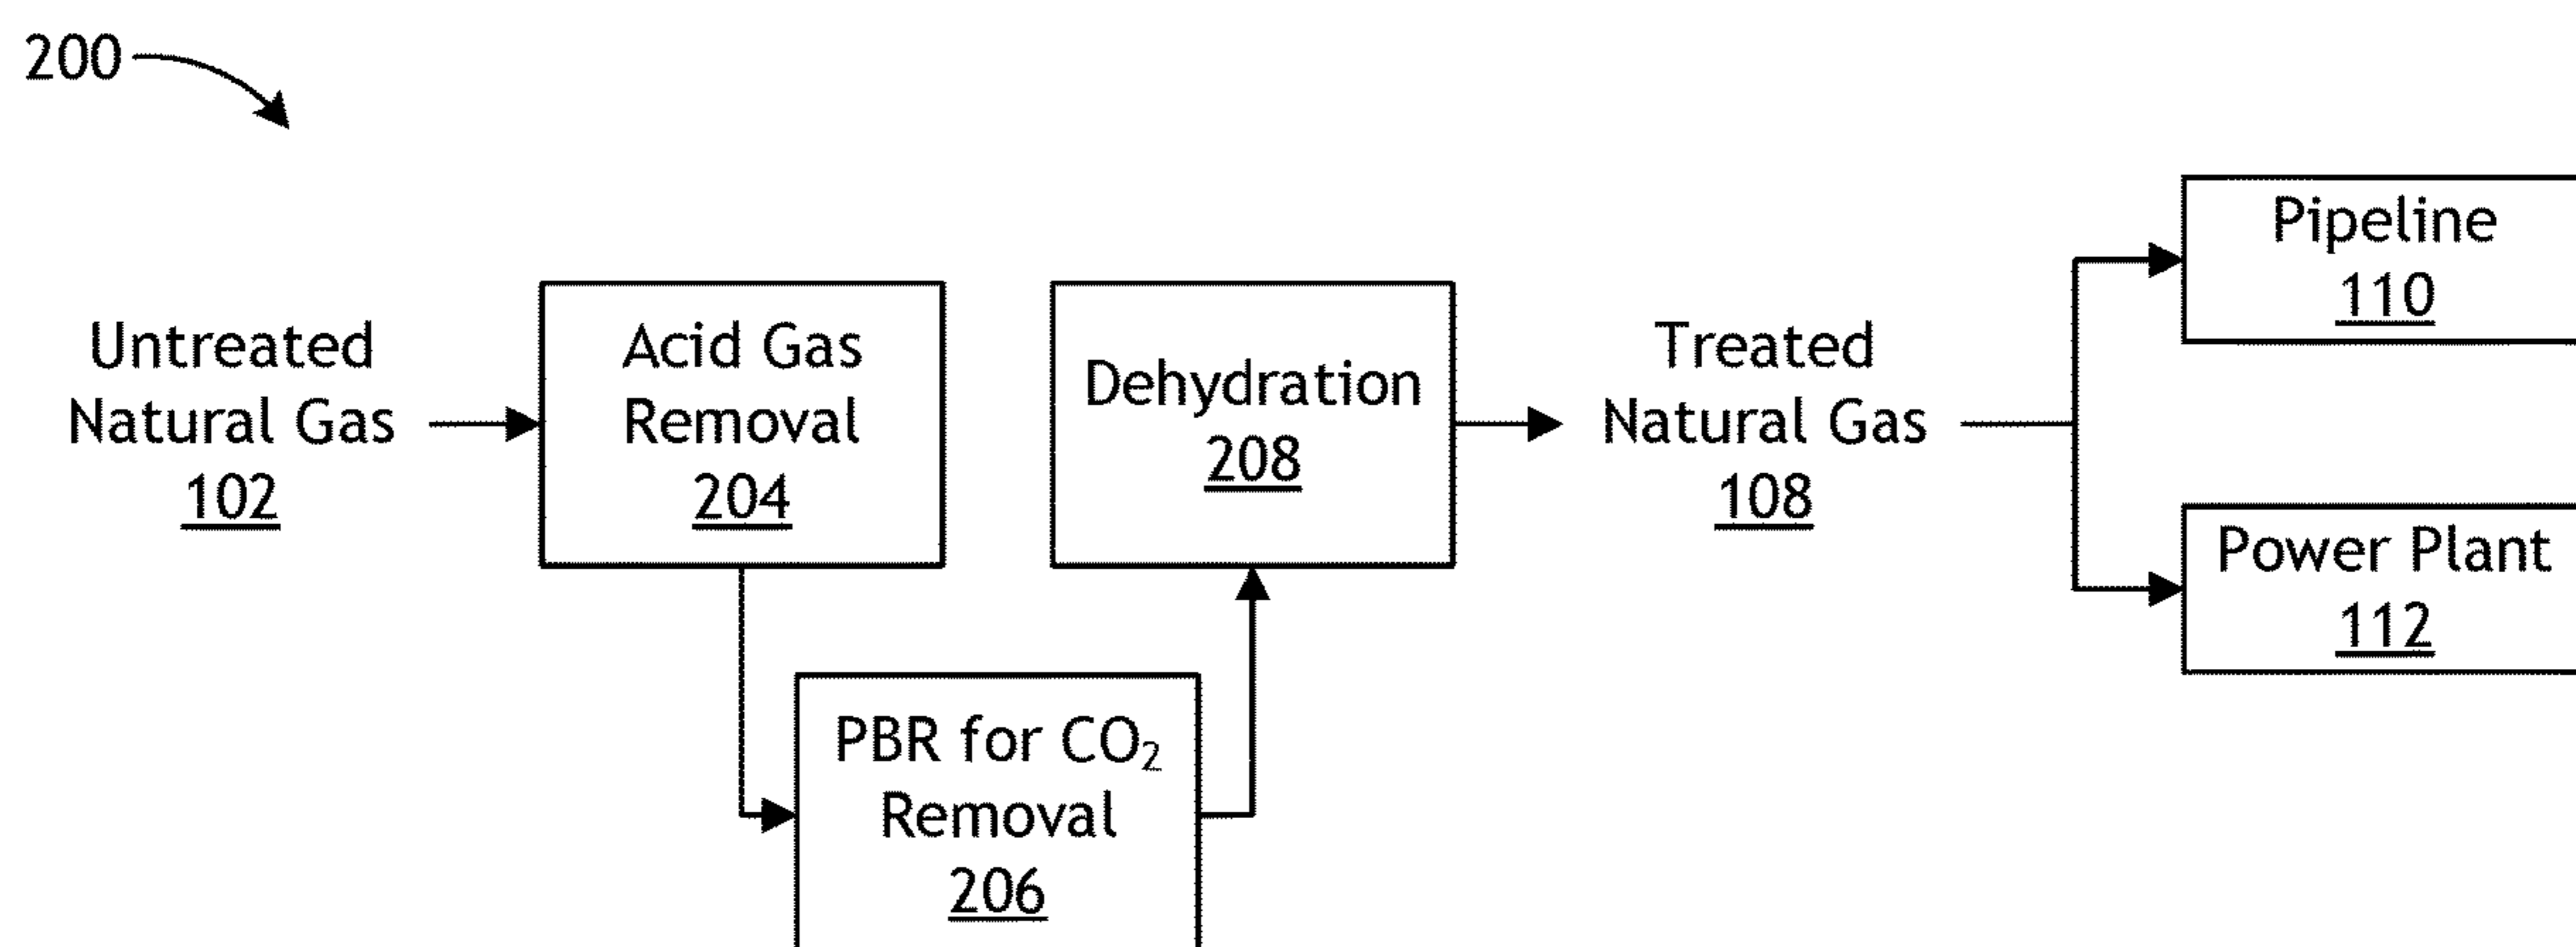 200
Untreated
Natural Gas
102
Acid Gas
Removal
204
PBR for CO₂
Removal
206
Dehydration
208
Treated
Natural Gas
108
Pipeline
110
Power Plant
112